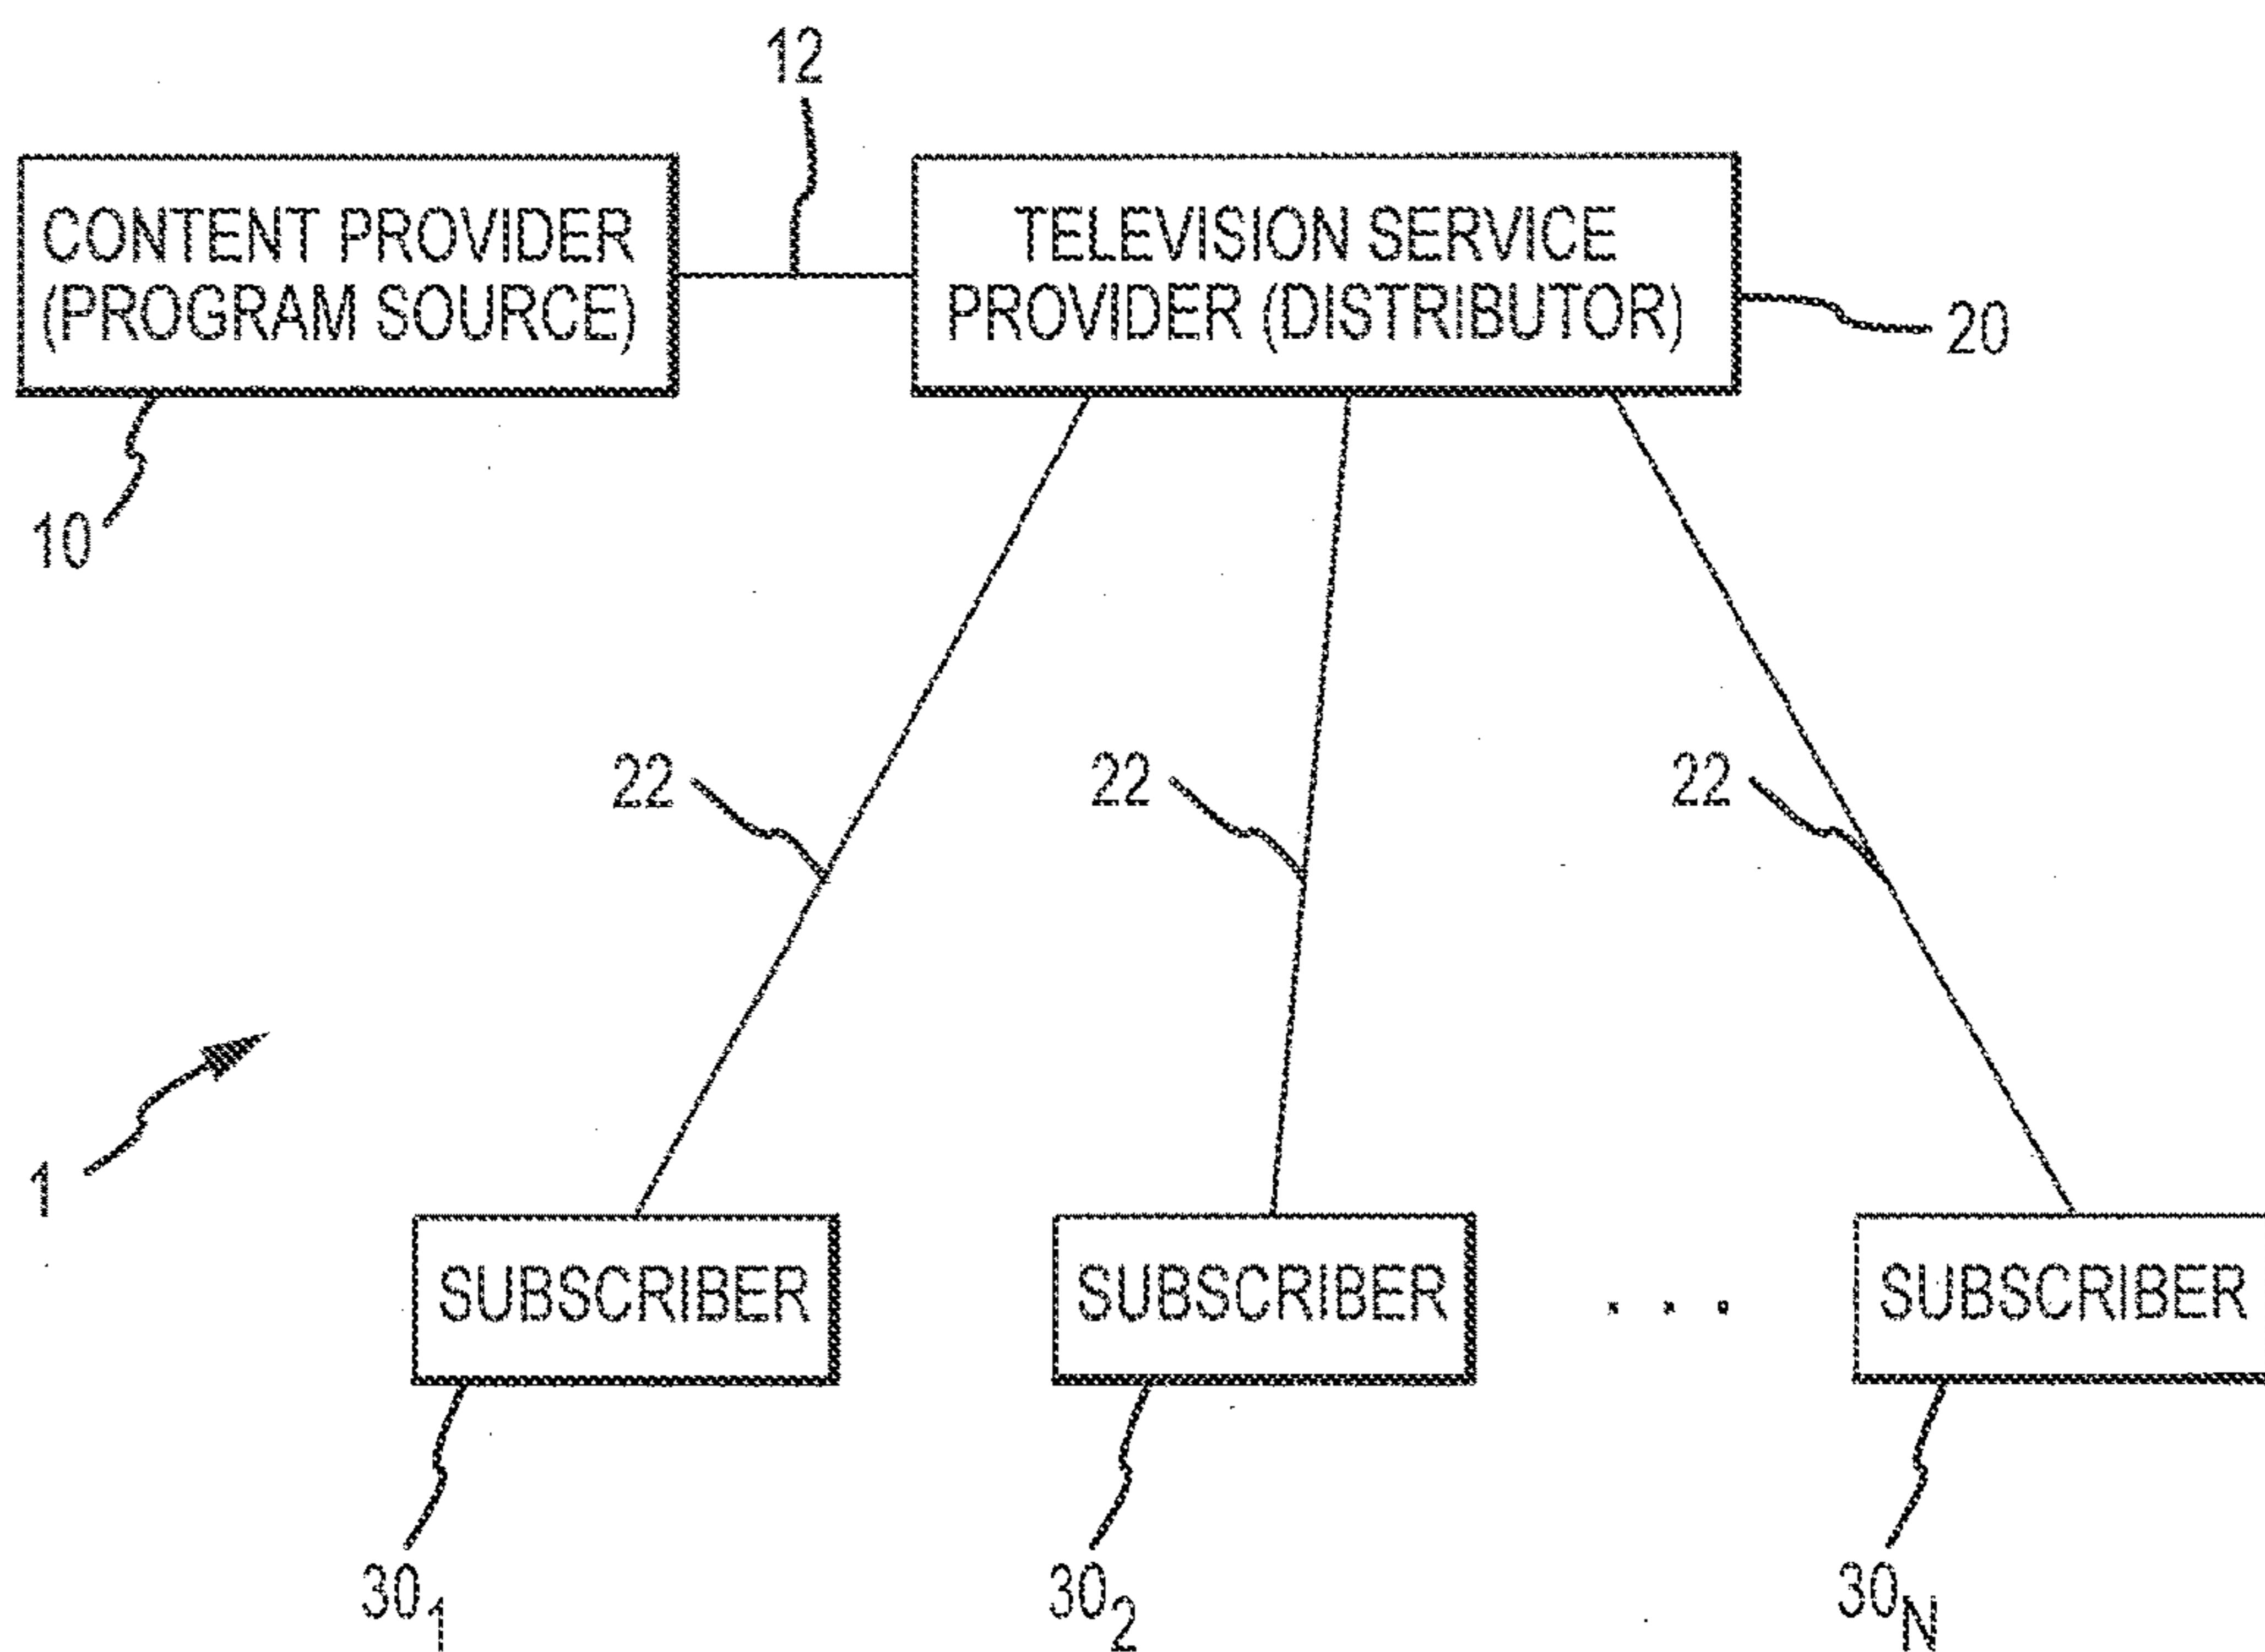 12
CONTENT PROVIDER
(PROGRAM SOURCE)
TELEVISION SERVICE
PROVIDER (DISTRIBUTOR)
20
10
22
22
22
1
SUBSCRIBER
SUBSCRIBER
. . .
SUBSCRIBER
30₁
30₂
30_N